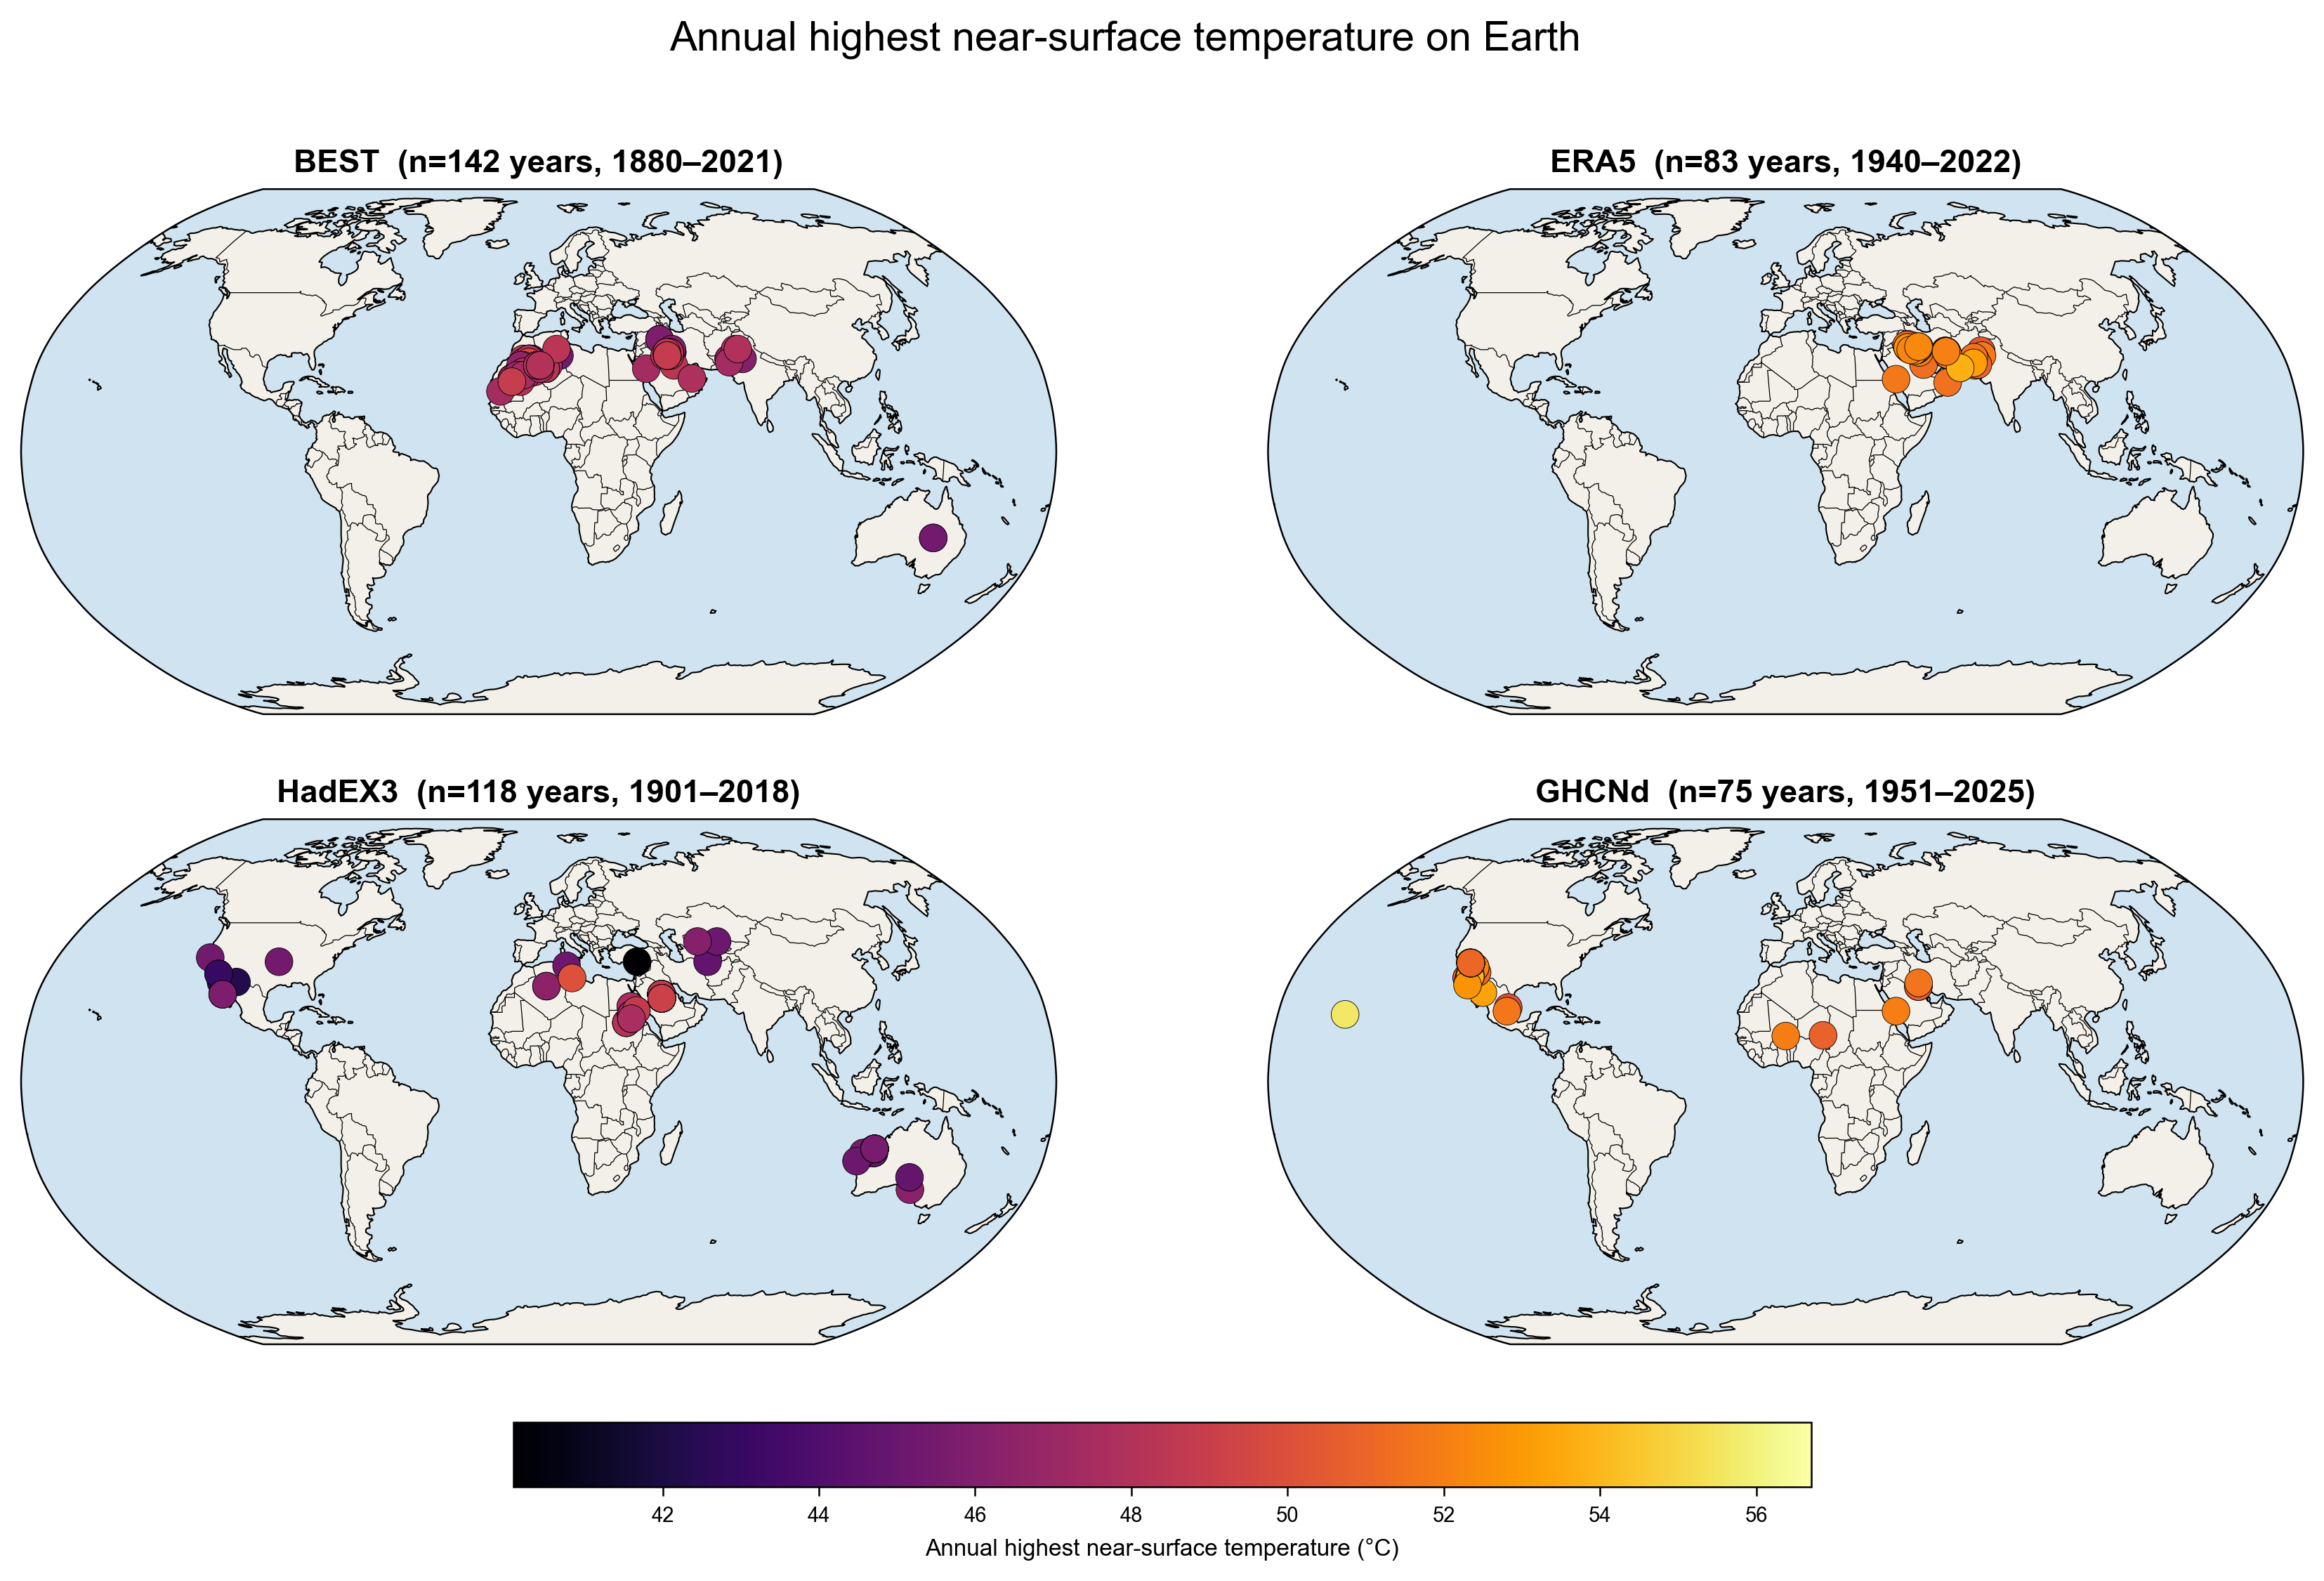 Annual highest near-surface temperature on Earth
BEST  (n=142 years, 1880–2021)
ERA5  (n=83 years, 1940–2022)
HadEX3  (n=118 years, 1901–2018)
GHCNd  (n=75 years, 1951–2025)
42 44 46 48 50 52 54 56
Annual highest near-surface temperature (°C)